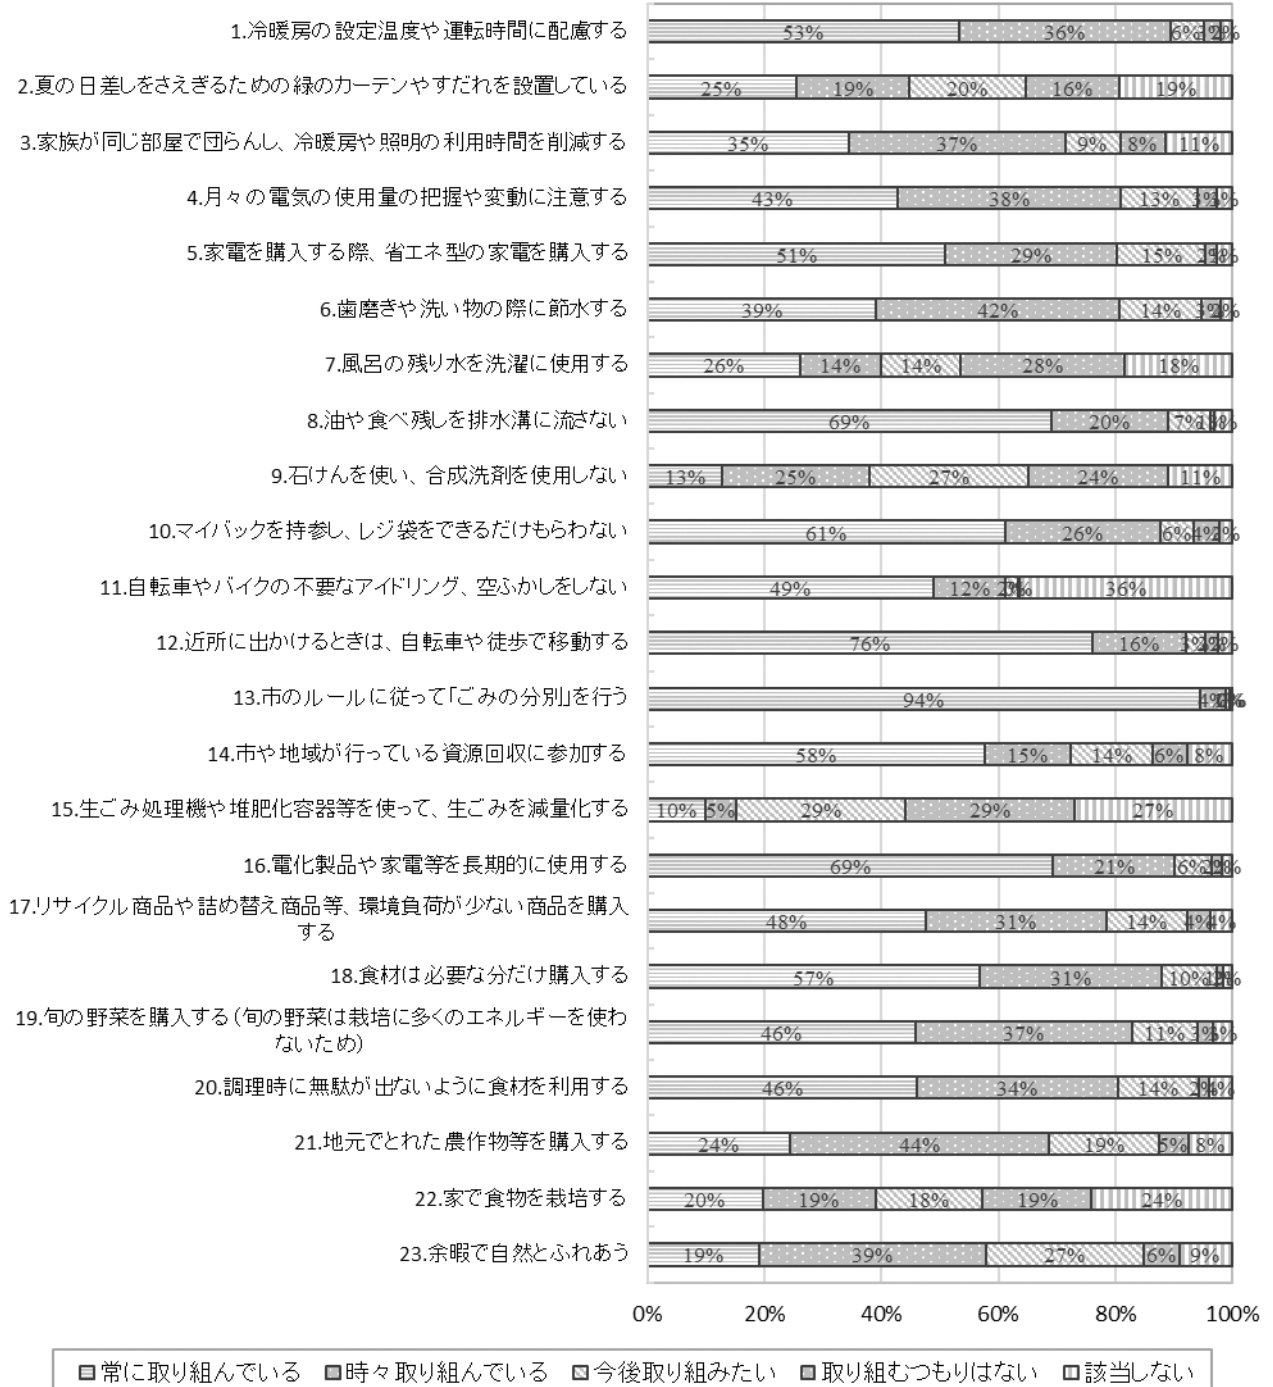 1.冷暖房の設定温度や運転時間に配慮する
53% 36% 6% 2%
2.夏の日差しをさえぎるための緑のカーテンやすだれを設置している
25% 19% 20% 16% 19%
3.家族が同じ部屋で団らんし、冷暖房や照明の利用時間を削減する
35% 37% 9% 8% 11%
4.月々の電気の使用量の把握や変動に注意する
43% 38% 13% 3% 3%
5.家電を購入する際、省エネ型の家電を購入する
51% 29% 15%
6.歯磨きや洗い物の際に節水する
39% 42% 14% 3% 2%
7.風呂の残り水を洗濯に使用する
26% 14% 14% 28% 18%
8.油や食べ残しを排水溝に流さない
69% 20% 7%
9.石けんを使い、合成洗剤を使用しない
13% 25% 27% 24% 11%
10.マイバックを持参し、レジ袋をできるだけもらわない
61% 26% 6% 4% 2%
11.自転車やバイクの不要なアイドリング、空ふかしをしない
49% 12% 36%
12.近所に出かけるときは、自転車や徒歩で移動する
76% 16% 3% 2%
13.市のルールに従って「ごみの分別」を行う
94% 4%
14.市や地域が行っている資源回収に参加する
58% 15% 14% 6% 8%
15.生ごみ処理機や堆肥化容器等を使って、生ごみを減量化する
10% 5% 29% 29% 27%
16.電化製品や家電等を長期的に使用する
69% 21% 6% 2%
17.リサイクル商品や詰め替え商品等、環境負荷が少ない商品を購入
する
48% 31% 14% 4% 4%
18.食材は必要な分だけ購入する
57% 31% 10%
19.旬の野菜を購入する（旬の野菜は栽培に多くのエネルギーを使わ
ないため）
46% 37% 11% 3% 3%
20.調理時に無駄が出ないように食材を利用する
46% 34% 14% 2% 4%
21.地元でとれた農作物等を購入する
24% 44% 19% 5% 8%
22.家で食物を栽培する
20% 19% 18% 19% 24%
23.余暇で自然とふれあう
19% 39% 27% 6% 9%
0% 20% 40% 60% 80% 100%
常に取り組んでいる 時々取り組んでいる 今後取り組みたい 取り組むつもりはない 該当しない